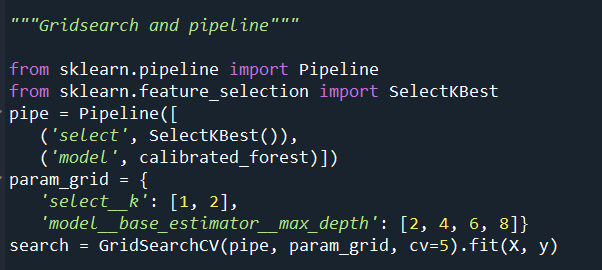 """Gridsearch and pipeline"""
from sklearn.pipeline import Pipeline
from sklearn.feature_selection import SelectKBest
pipe = Pipeline([
   ('select', SelectKBest()),
   ('model', calibrated_forest)])
param_grid = {
   'select__k': [1, 2],
   'model__base_estimator__max_depth': [2, 4, 6, 8]}
search = GridSearchCV(pipe, param_grid, cv=5).fit(X, y)